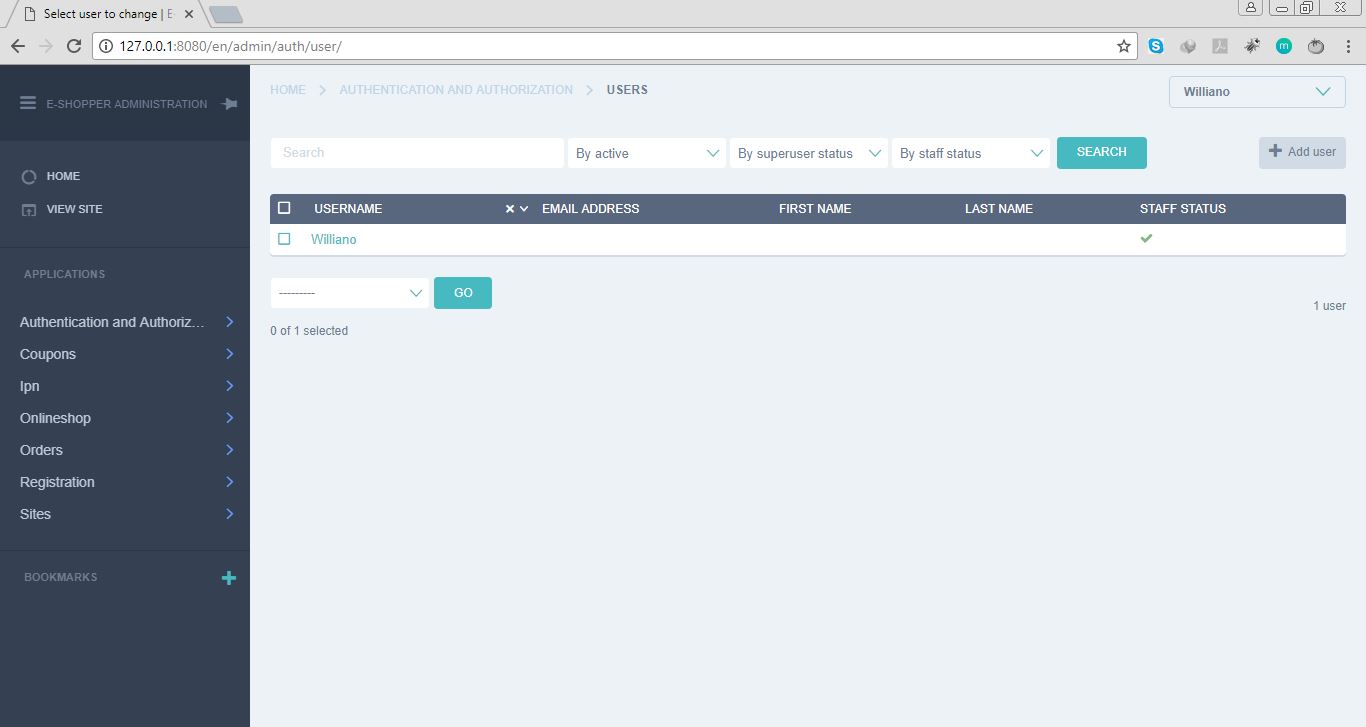 Select user to change | E
127.0.0.1:8080/en/admin/auth/user/
E-SHOPPER ADMINISTRATION
HOME
VIEW SITE
APPLICATIONS
Authentication and Authoriz...
Coupons
Ipn
Onlineshop
Orders
Registration
Sites
BOOKMARKS
HOME > AUTHENTICATION AND AUTHORIZATION > USERS
Williano
Search By active By superuser status By staff status SEARCH Add user
USERNAME EMAIL ADDRESS FIRST NAME LAST NAME STAFF STATUS
Williano
--------- GO
1 user
0 of 1 selected